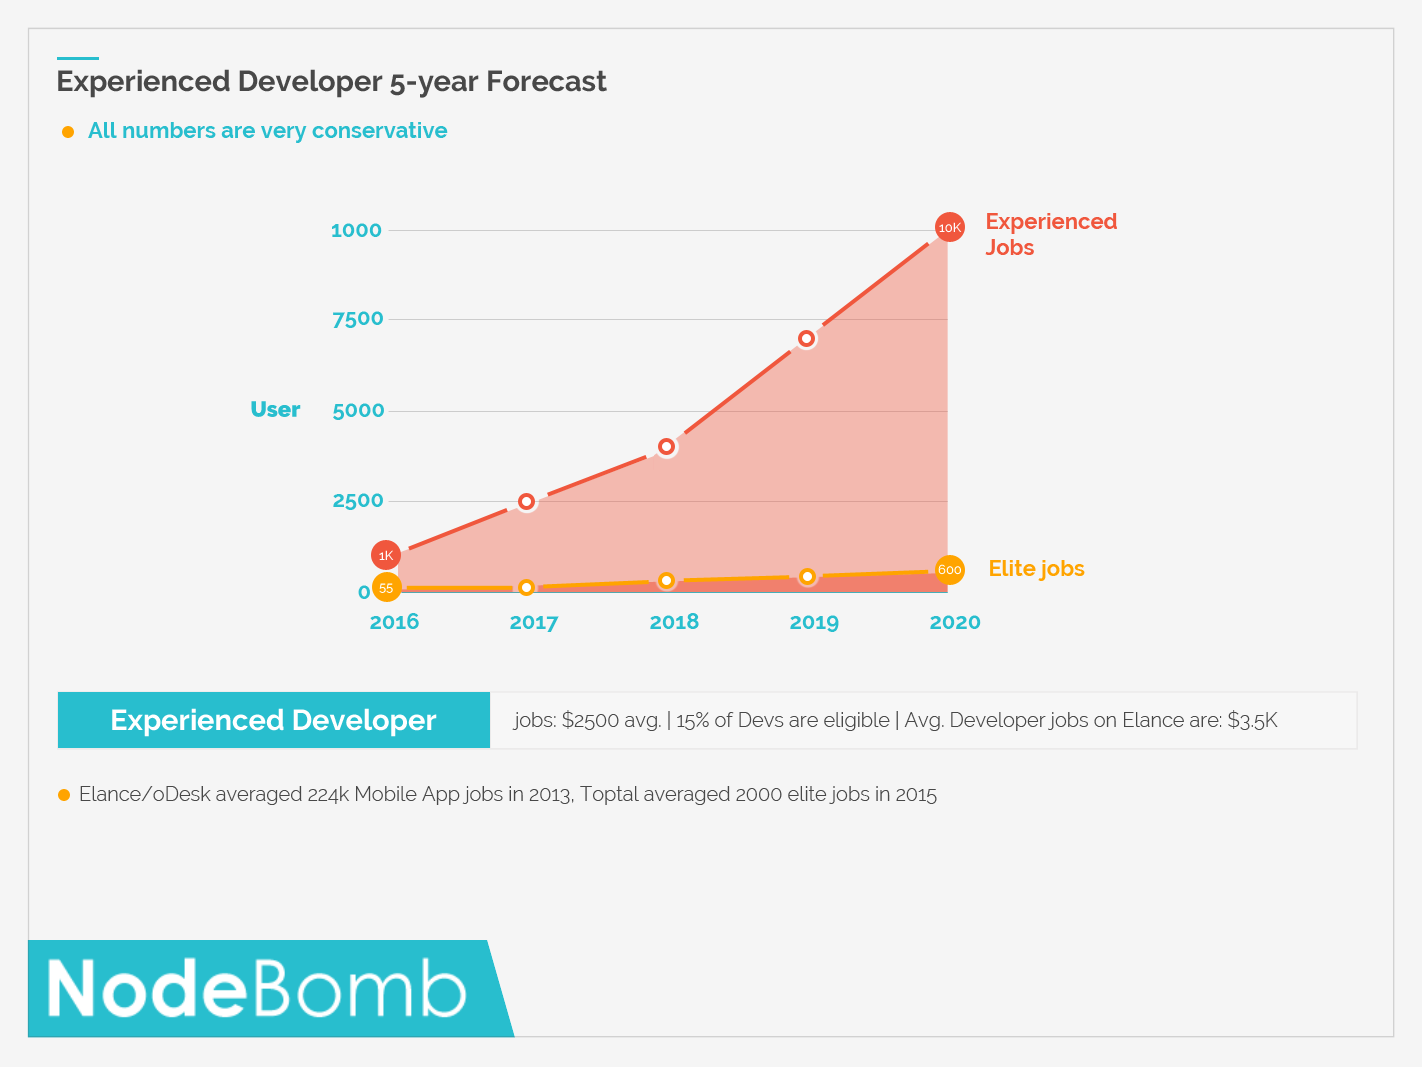 Experienced Developer 5-year Forecast
All numbers are very conservative
1000
10K
Experienced
Jobs
7500
User
5000
2500
1K
600
Elite jobs
55
0
2016 2017 2018 2019 2020
Experienced Developer
jobs: $2500 avg. | 15% of Devs are eligible | Avg. Developer jobs on Elance are: $3.5K
Elance/oDesk averaged 224k Mobile App jobs in 2013, Toptal averaged 2000 elite jobs in 2015
NodeBomb